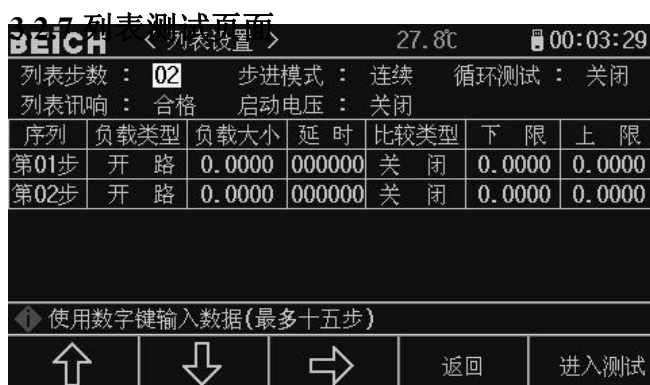 3.2.7 列表测试页面
BEICH <列表设置> 27.8℃ 00:03:29
列表步数 : 02 步进模式 : 连续 循环测试 : 关闭
列表讯响 : 合格 启动电压 : 关闭
序列 负载类型 负载大小 延 时 比较类型 下 限 上 限
第01步 开 路 0.0000 000000 关 闭 0.0000 0.0000
第02步 开 路 0.0000 000000 关 闭 0.0000 0.0000
使用数字键输入数据(最多十五步)
返回 进入测试